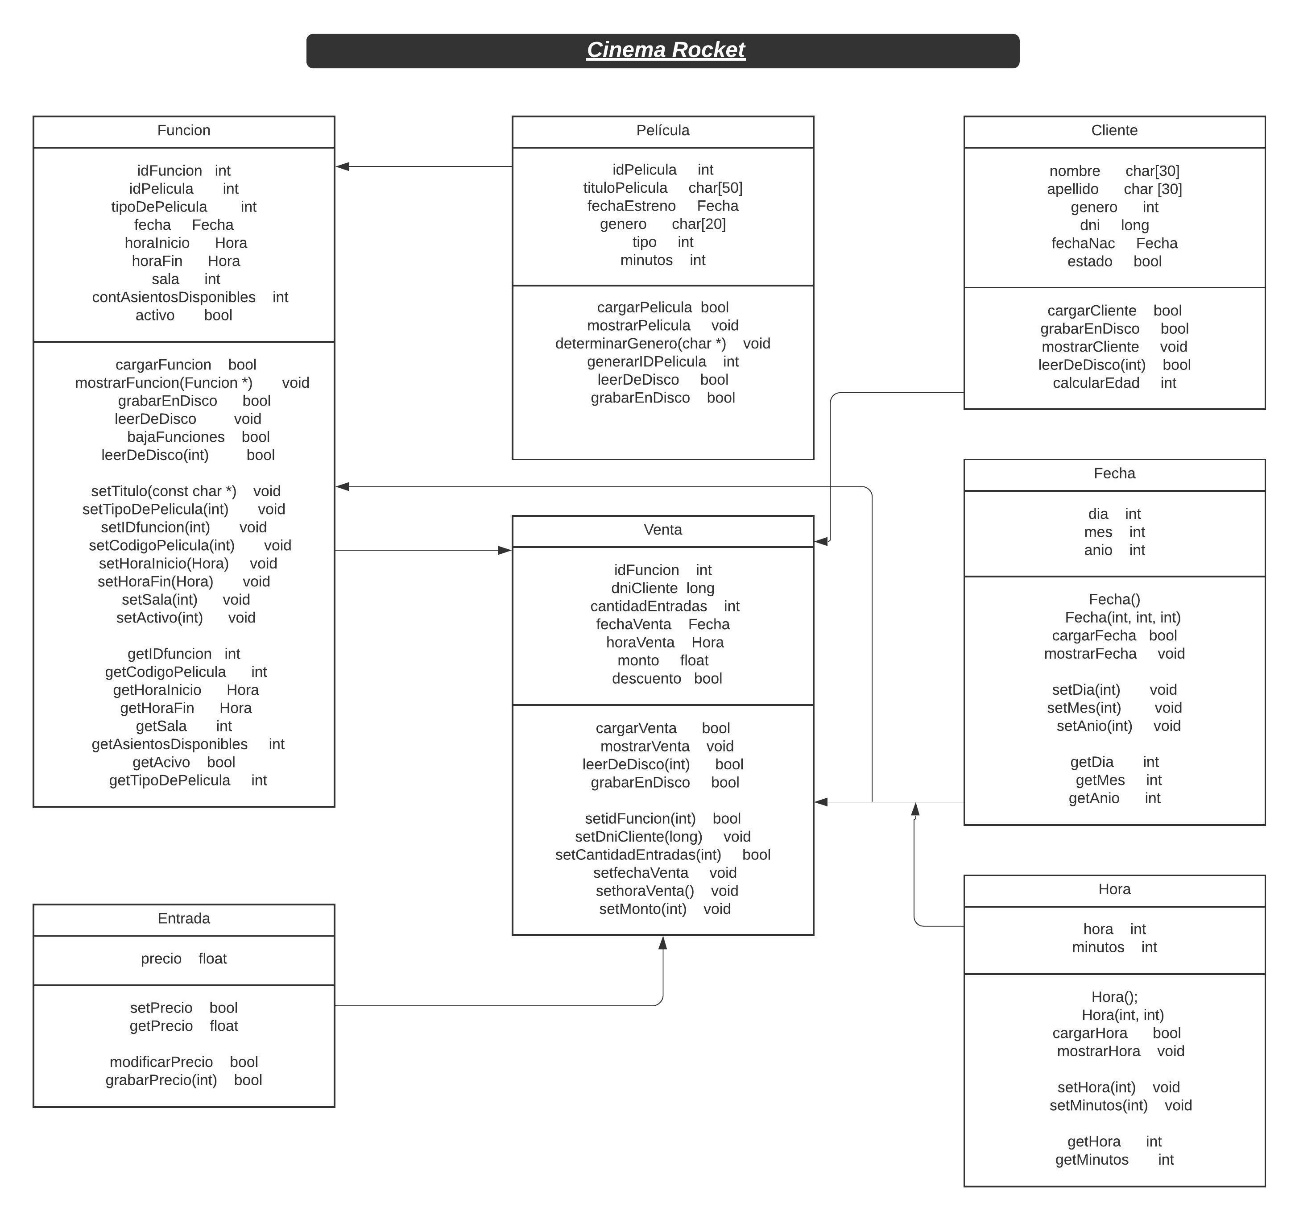 Cinema Rocket
Funcion
idFuncion int
idPelicula int
tipoDePelicula int
fecha Fecha
horaInicio Hora
horaFin Hora
sala int
contAsientosDisponibles int
activo bool
cargarFuncion bool
mostrarFuncion(Funcion *) void
grabarEnDisco bool
leerDeDisco void
bajaFunciones bool
leerDeDisco(int) bool
setTitulo(const char *) void
setTipoDePelicula(int) void
setIDfuncion(int) void
setCodigoPelicula(int) void
setHoraInicio(Hora) void
setHoraFin(Hora) void
setSala(int) void
setActivo(int) void
getIDfuncion int
getCodigoPelicula int
getHoraInicio Hora
getHoraFin Hora
getSala int
getAsientosDisponibles int
getAcivo bool
getTipoDePelicula int
Película
idPelicula int
tituloPelicula char[50]
fechaEstreno Fecha
genero char[20]
tipo int
minutos int
cargarPelicula bool
mostrarPelicula void
determinarGenero(char *) void
generarIDPelicula int
leerDeDisco bool
grabarEnDisco bool
Cliente
nombre char[30]
apellido char [30]
genero int
dni long
fechaNac Fecha
estado bool
cargarCliente bool
grabarEnDisco bool
mostrarCliente void
leerDeDisco(int) bool
calcularEdad int
Venta
idFuncion int
dniCliente long
cantidadEntradas int
fechaVenta Fecha
horaVenta Hora
monto float
descuento bool
cargarVenta bool
mostrarVenta void
leerDeDisco(int) bool
grabarEnDisco bool
setidFuncion(int) bool
setDniCliente(long) void
setCantidadEntradas(int) bool
setfechaVenta void
sethoraVenta() void
setMonto(int) void
Fecha
dia int
mes int
anio int
Fecha()
Fecha(int, int, int)
cargarFecha bool
mostrarFecha void
setDia(int) void
setMes(int) void
setAnio(int) void
getDia int
getMes int
getAnio int
Entrada
precio float
setPrecio bool
getPrecio float
modificarPrecio bool
grabarPrecio(int) bool
Hora
hora int
minutos int
Hora();
Hora(int, int)
cargarHora bool
mostrarHora void
setHora(int) void
setMinutos(int) void
getHora int
getMinutos int